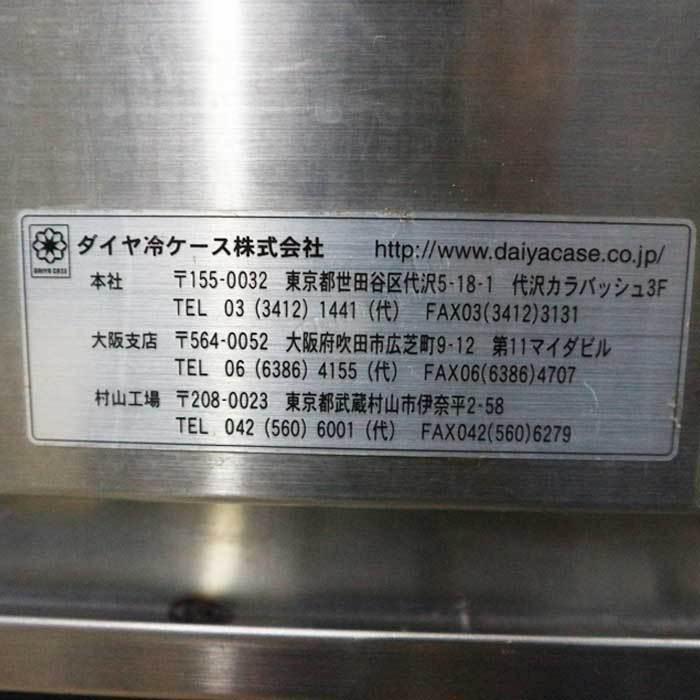 ダイヤ冷ケース株式会社 http://www.daiyacase.co.jp/
DAIYA CASE
本社 〒155-0032 東京都世田谷区代沢5-18-1 代沢カラバッシュ3F
TEL 03 (3412) 1441 (代) FAX03(3412)3131
大阪支店 〒564-0052 大阪府吹田市広芝町9-12 第11マイダビル
TEL 06 (6386) 4155 (代) FAX06(6386)4707
村山工場 〒208-0023 東京都武蔵村山市伊奈平2-58
TEL 042 (560) 6001 (代) FAX042(560)6279